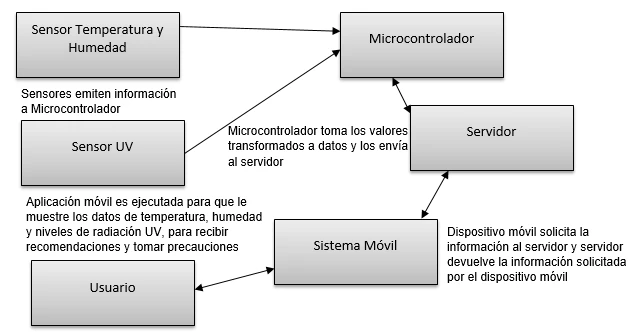 Sensor Temperatura y
Humedad
Microcontrolador
Sensores emiten información
a Microcontrolador
Sensor UV
Microcontrolador toma los valores
transformados a datos y los envía
al servidor
Servidor
Aplicación móvil es ejecutada para que le
muestre los datos de temperatura, humedad
y niveles de radiación UV, para recibir
recomendaciones y tomar precauciones
Sistema Móvil
Dispositivo móvil solicita la
información al servidor y servidor
devuelve la información solicitada
por el dispositivo móvil
Usuario